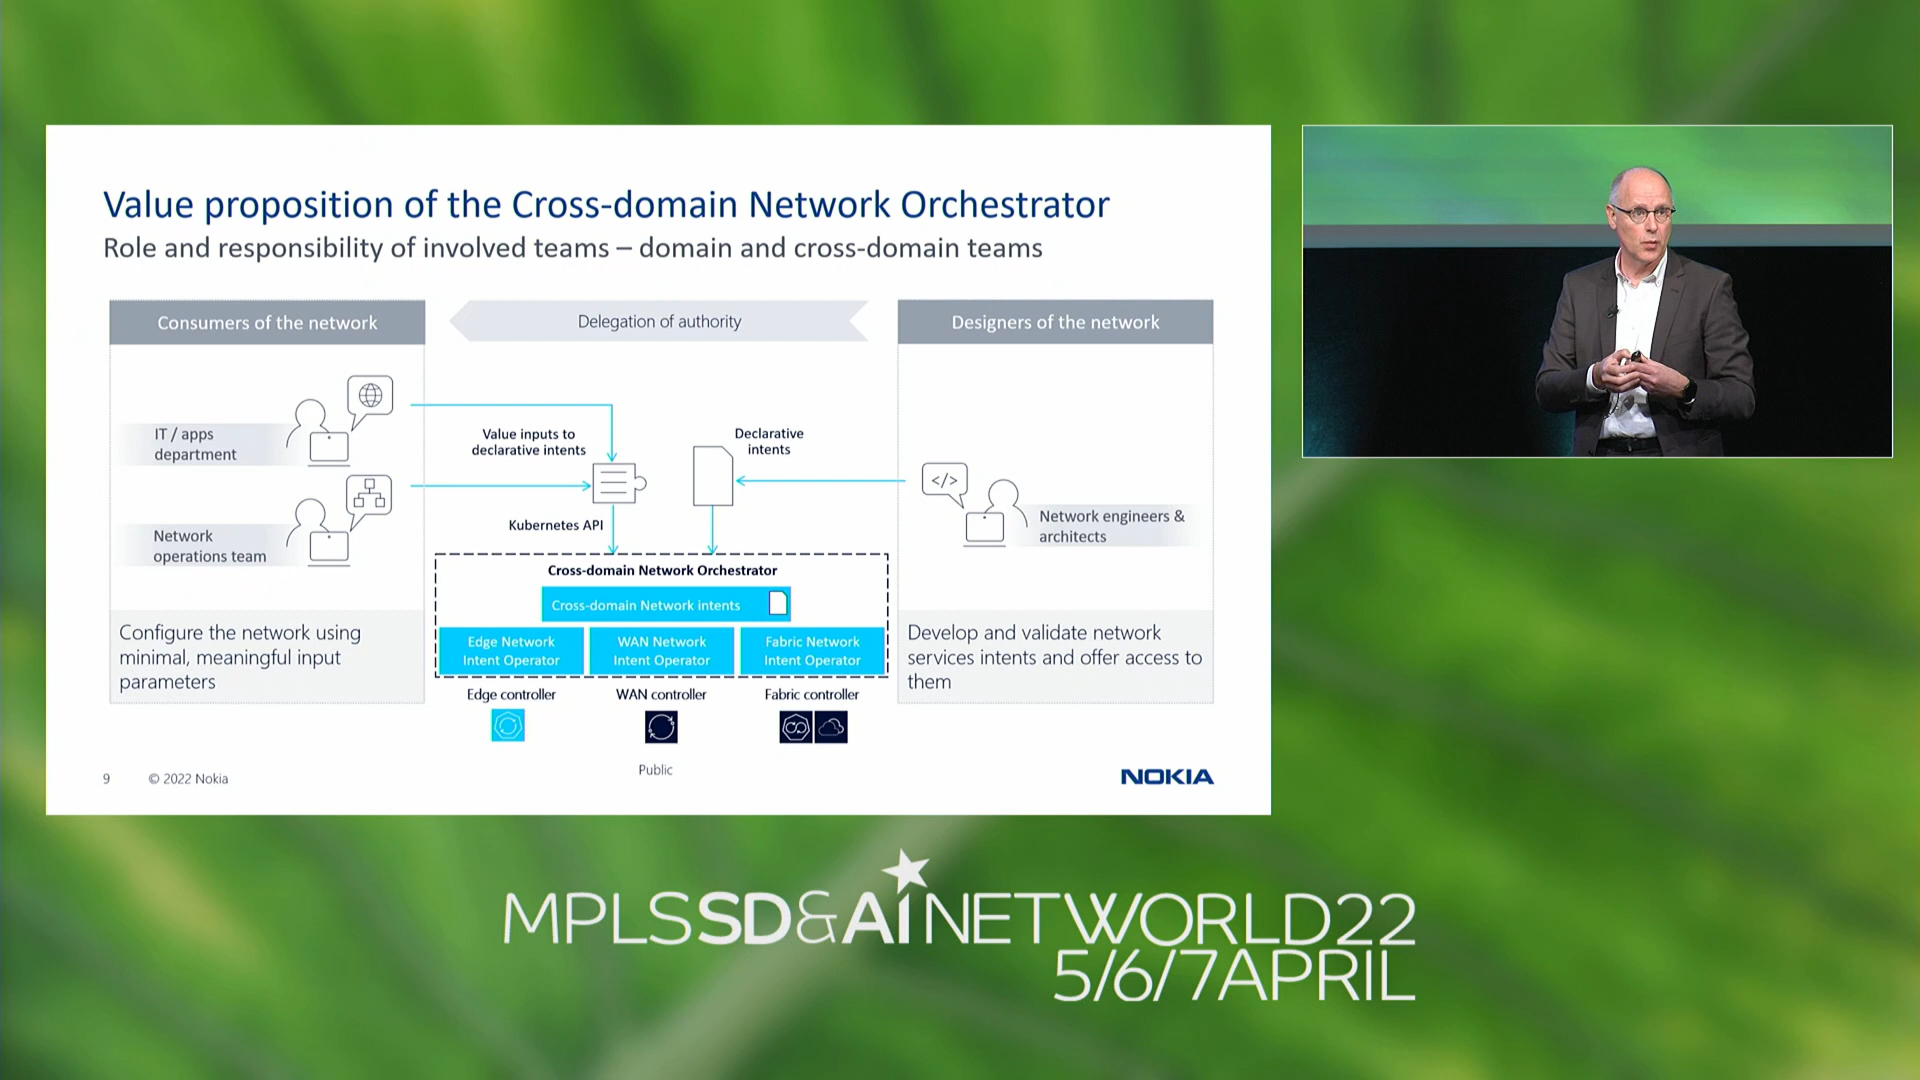 Value proposition of the Cross-domain Network Orchestrator
Role and responsibility of involved teams – domain and cross-domain teams
Consumers of the network
Delegation of authority
Designers of the network
IT / apps
department
Network
operations team
Value inputs to
declarative intents
Declarative
intents
</>
Network engineers &
architects
Kubernetes API
Cross-domain Network Orchestrator
Cross-domain Network intents
Edge Network
Intent Operator
WAN Network
Intent Operator
Fabric Network
Intent Operator
Configure the network using
minimal, meaningful input
parameters
Develop and validate network
services intents and offer access to
them
Edge controller
WAN controller
Fabric controller
Public
9
© 2022 Nokia
NOKIA
MPLSSD&AINETWORLD22
5/6/7APRIL